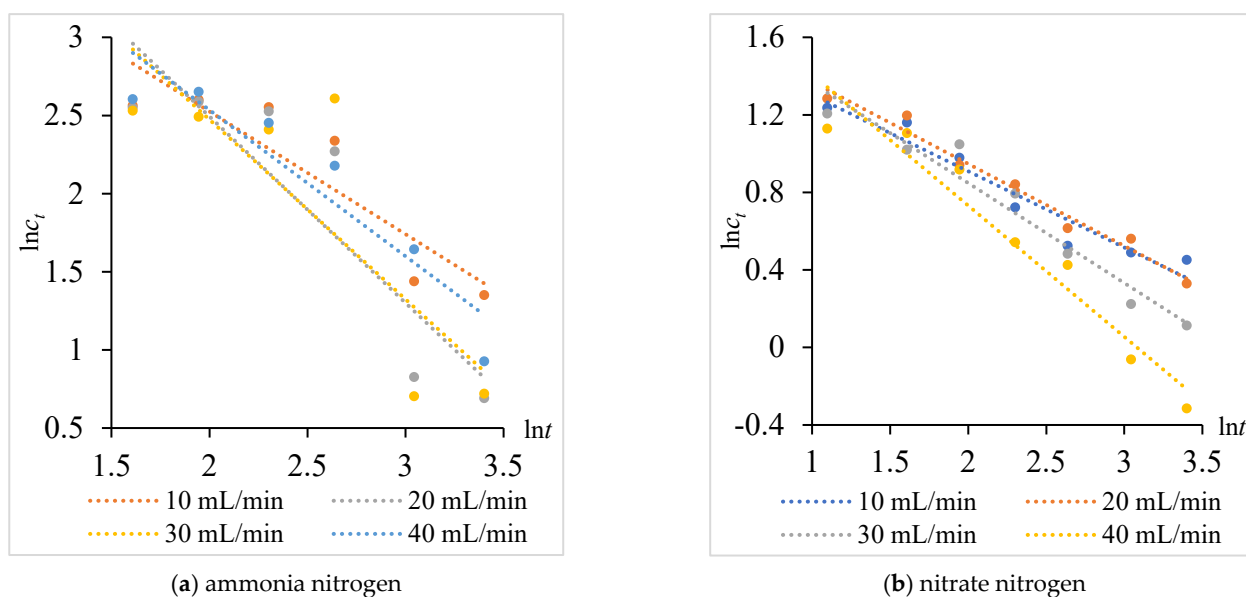 3
2.5
2
1.5
1
0.5
lnc_t
lnt
1.5 2 2.5 3 3.5
10 mL/min 20 mL/min
30 mL/min 40 mL/min
(a) ammonia nitrogen
1.6
1.2
0.8
0.4
0
-0.4
lnc_t
lnt
1 1.5 2 2.5 3 3.5
10 mL/min 20 mL/min
30 mL/min 40 mL/min
(b) nitrate nitrogen